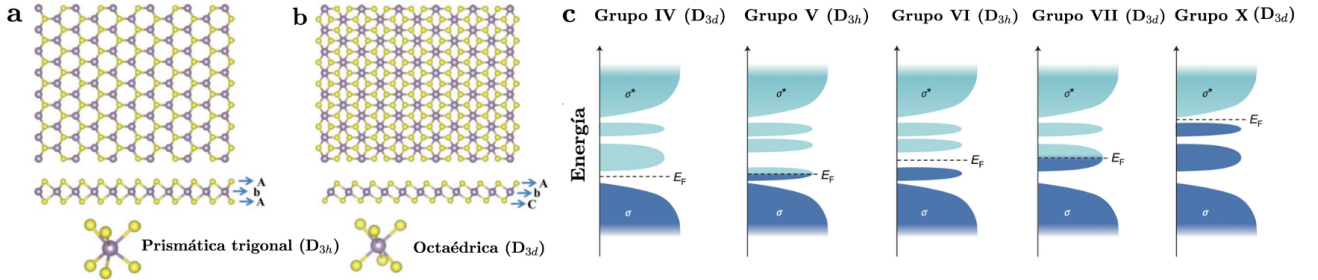 a
A
b
A
Prismática trigonal (D3h)
b
A
b
C
Octaédrica (D3d)
c
Energía
Grupo IV (D3d)
σ*
EF
σ
Grupo V (D3h)
σ*
EF
σ
Grupo VI (D3h)
σ*
EF
σ
Grupo VII (D3d)
σ*
EF
σ
Grupo X (D3d)
σ*
EF
σ